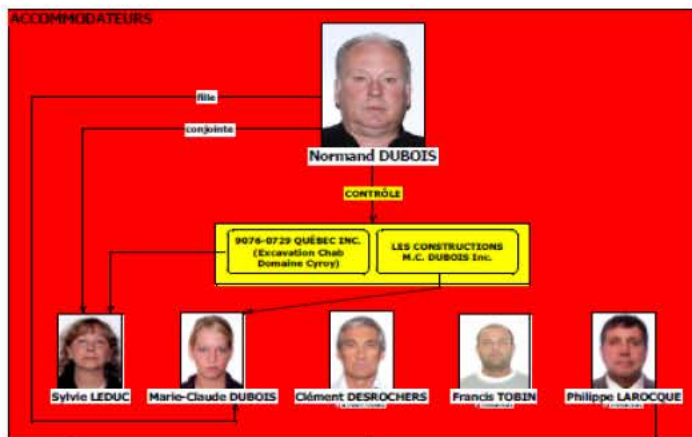 ACCOMMODATEURS
fille
conjointe
Normand DUBOIS
CONTRÔLE
9076-0729 QUÉBEC INC.
(Excavation Chab
Domaine Cyroy)
LES CONSTRUCTIONS
M.C. DUBOIS Inc.
Sylvie LEDUC
Marie-Claude DUBOIS
Clément DESROCHERS
Francis TOBIN
Philippe LAROCQUE